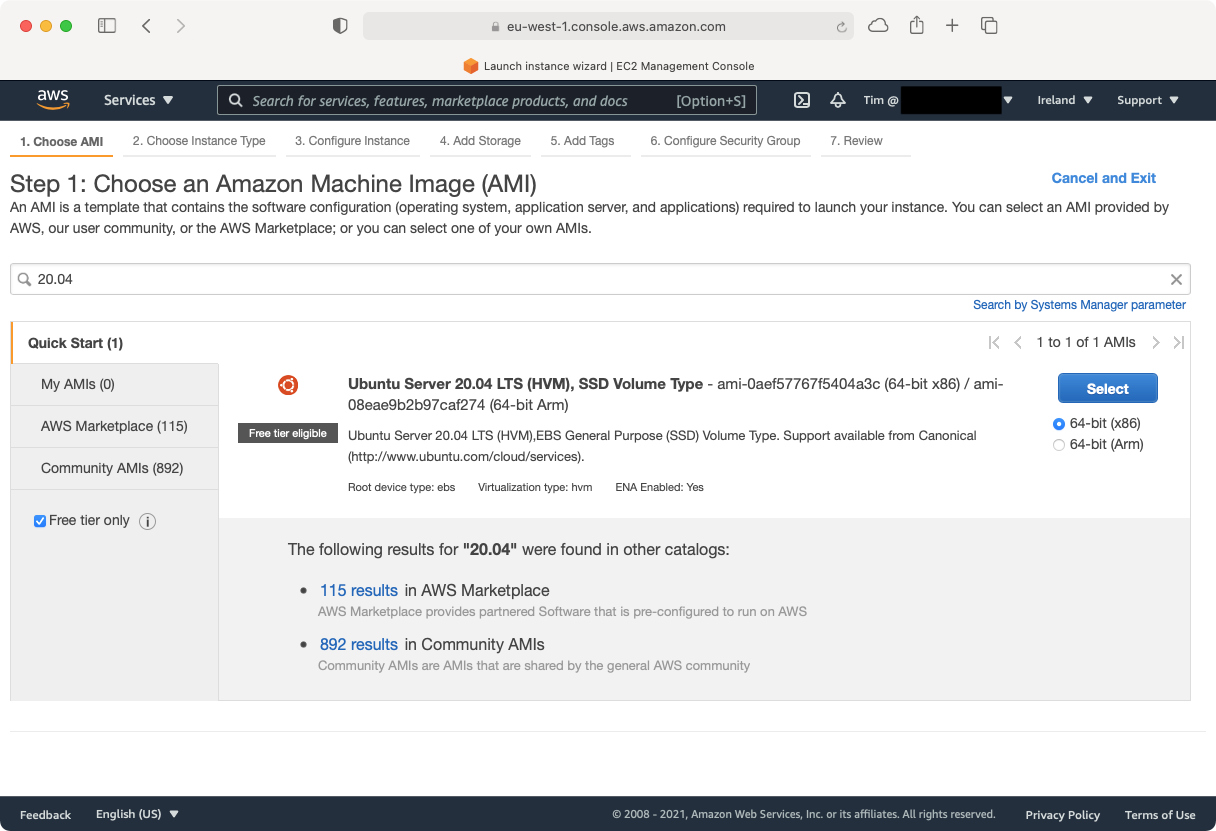 eu-west-1.console.aws.amazon.com
Launch instance wizard | EC2 Management Console
aws Services Search for services, features, marketplace products, and docs [Option+S] Tim @ Ireland Support
1. Choose AMI 2. Choose Instance Type 3. Configure Instance 4. Add Storage 5. Add Tags 6. Configure Security Group 7. Review
Step 1: Choose an Amazon Machine Image (AMI)
Cancel and Exit
An AMI is a template that contains the software configuration (operating system, application server, and applications) required to launch your instance. You can select an AMI provided by
AWS, our user community, or the AWS Marketplace; or you can select one of your own AMIs.
20.04
Search by Systems Manager parameter
Quick Start (1)
1 to 1 of 1 AMIs
My AMIs (0)
AWS Marketplace (115)
Community AMIs (892)
Free tier only
Free tier eligible
Ubuntu Server 20.04 LTS (HVM), SSD Volume Type - ami-0aef57767f5404a3c (64-bit x86) / ami-
08eae9b2b97caf274 (64-bit Arm)
Ubuntu Server 20.04 LTS (HVM),EBS General Purpose (SSD) Volume Type. Support available from Canonical
(http://www.ubuntu.com/cloud/services).
Root device type: ebs Virtualization type: hvm ENA Enabled: Yes
Select
64-bit (x86)
64-bit (Arm)
The following results for "20.04" were found in other catalogs:
115 results in AWS Marketplace
AWS Marketplace provides partnered Software that is pre-configured to run on AWS
892 results in Community AMIs
Community AMIs are AMIs that are shared by the general AWS community
Feedback English (US) © 2008 - 2021, Amazon Web Services, Inc. or its affiliates. All rights reserved. Privacy Policy Terms of Use